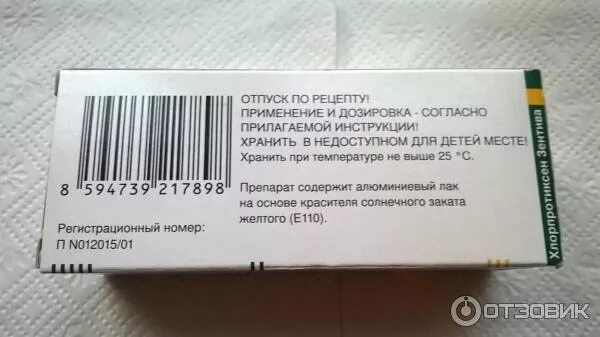 ОТПУСК ПО РЕЦЕПТУ!
ПРИМЕНЕНИЕ И ДОЗИРОВКА - СОГЛАСНО
ПРИЛАГАЕМОЙ ИНСТРУКЦИИ!
ХРАНИТЬ В НЕДОСТУПНОМ ДЛЯ ДЕТЕЙ МЕСТЕ!
Хранить при температуре не выше 25 °C.
Препарат содержит алюминиевый лак
на основе красителя солнечного заката
желтого (E110).
8 594739 217898
Регистрационный номер:
П N012015/01
Хлорпротиксен Зентива
ОТЗОВИК